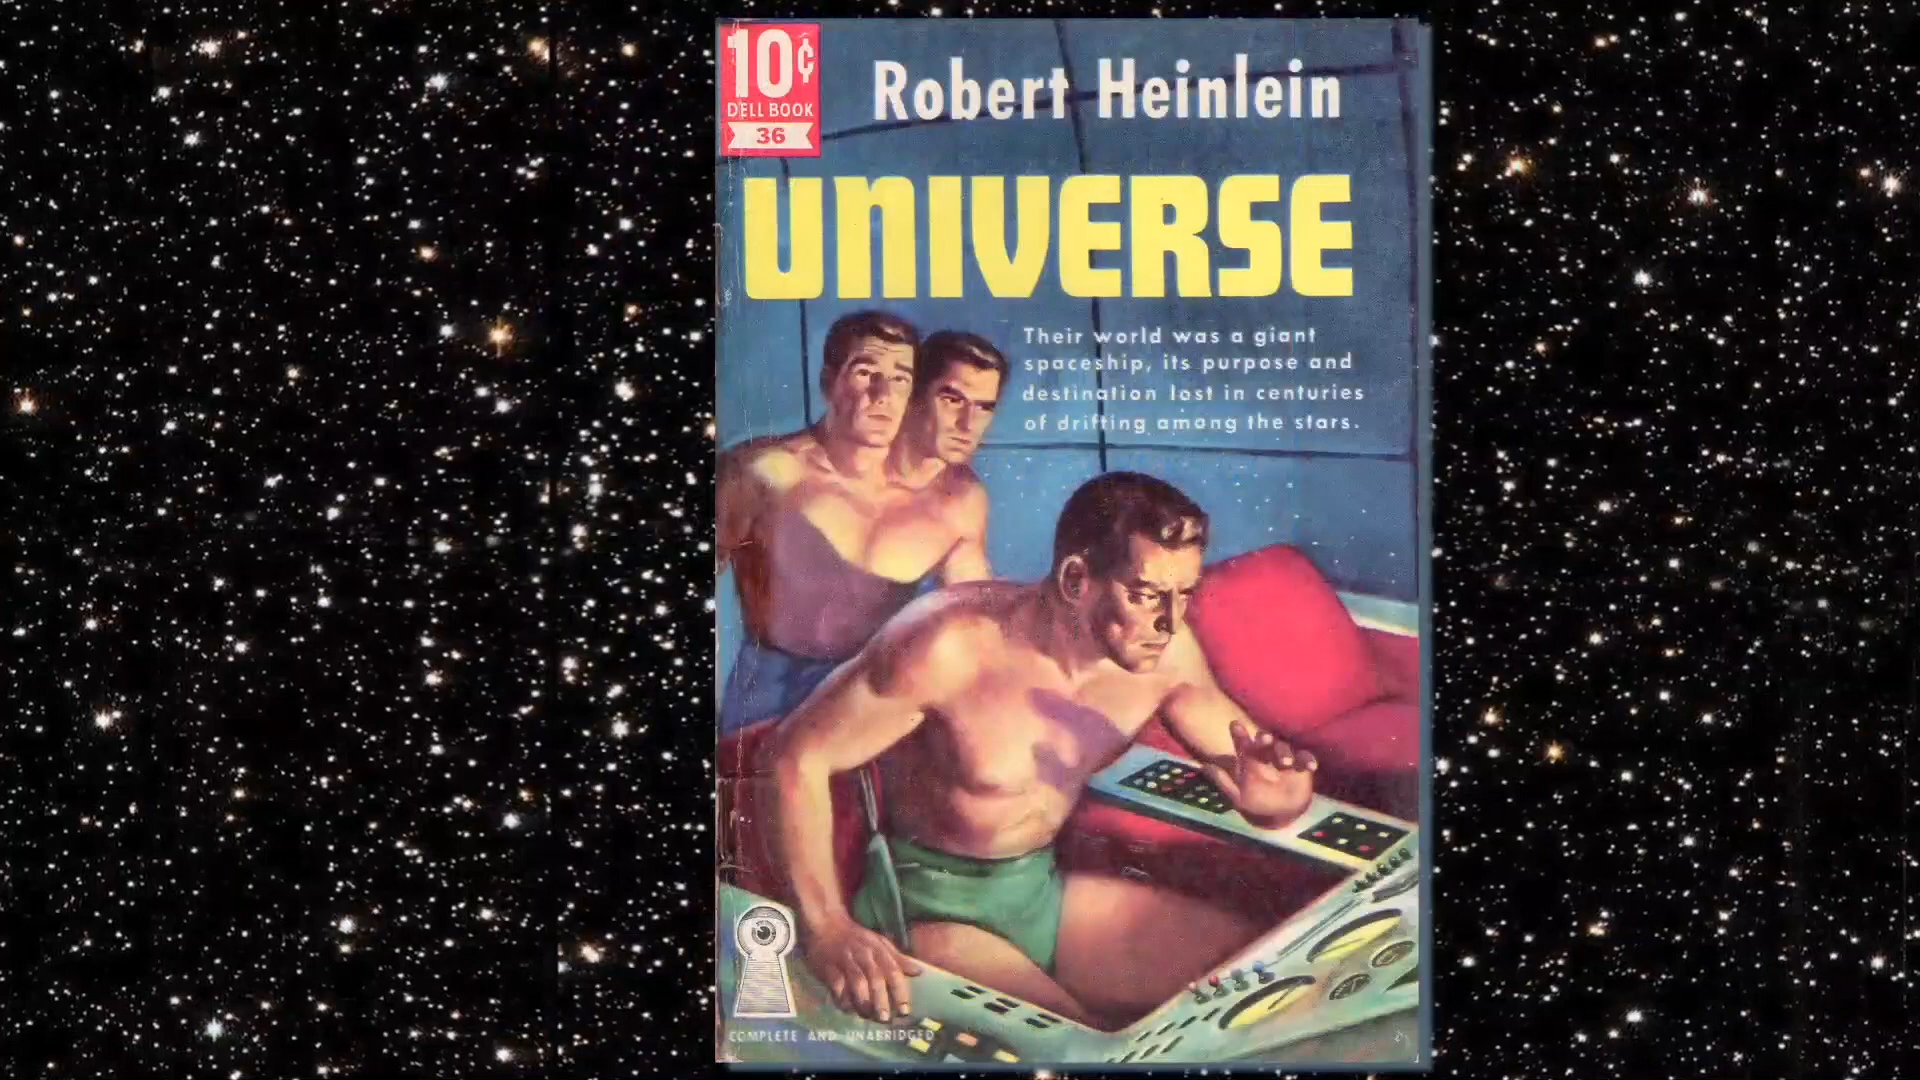 10¢
DELL BOOK
36
Robert Heinlein
UNIVERSE
Their world was a giant
spaceship, its purpose and
destination lost in centuries
of drifting among the stars.
COMPLETE AND UNABRIDGED